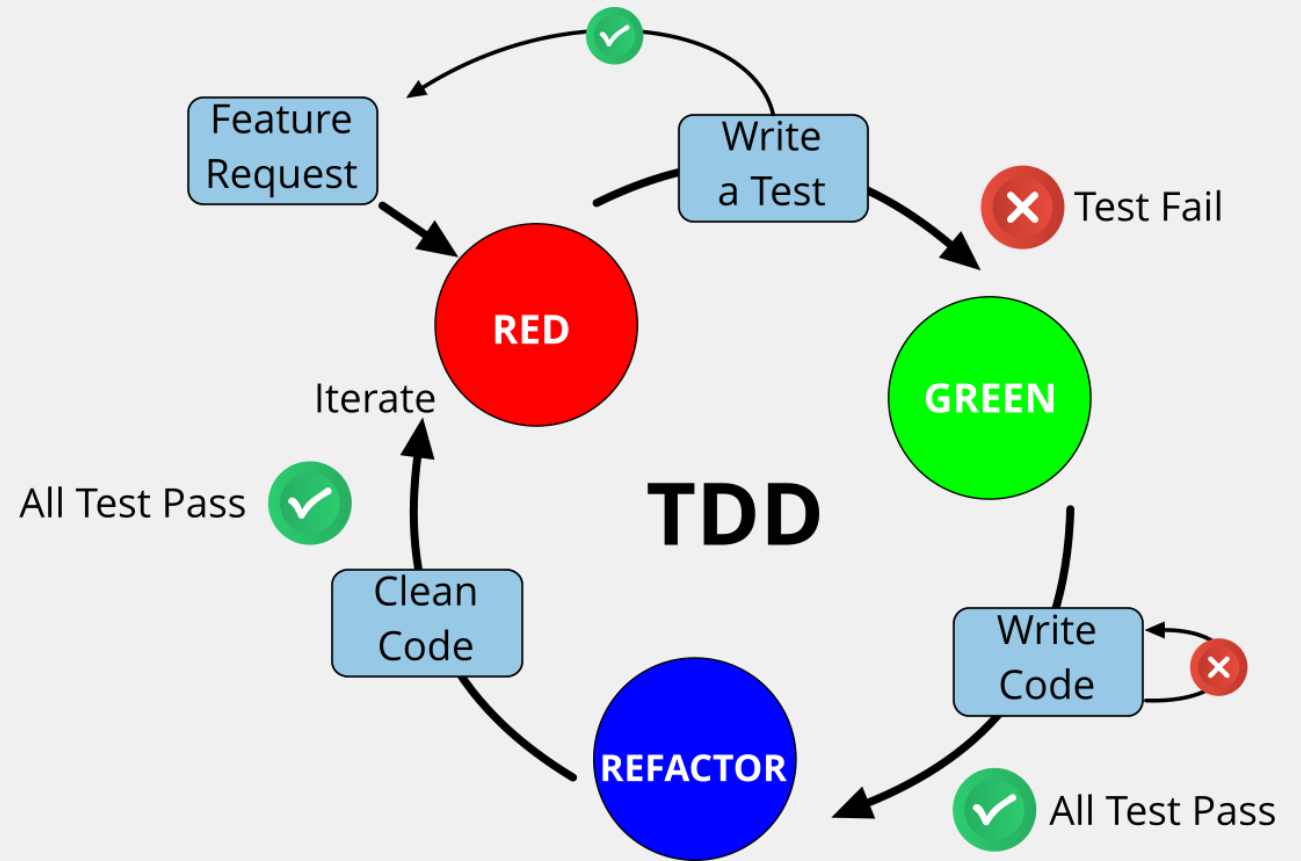 Feature
Request
Write
a Test
Test Fail
RED
GREEN
Iterate
TDD
All Test Pass
Clean
Code
Write
Code
REFACTOR
All Test Pass